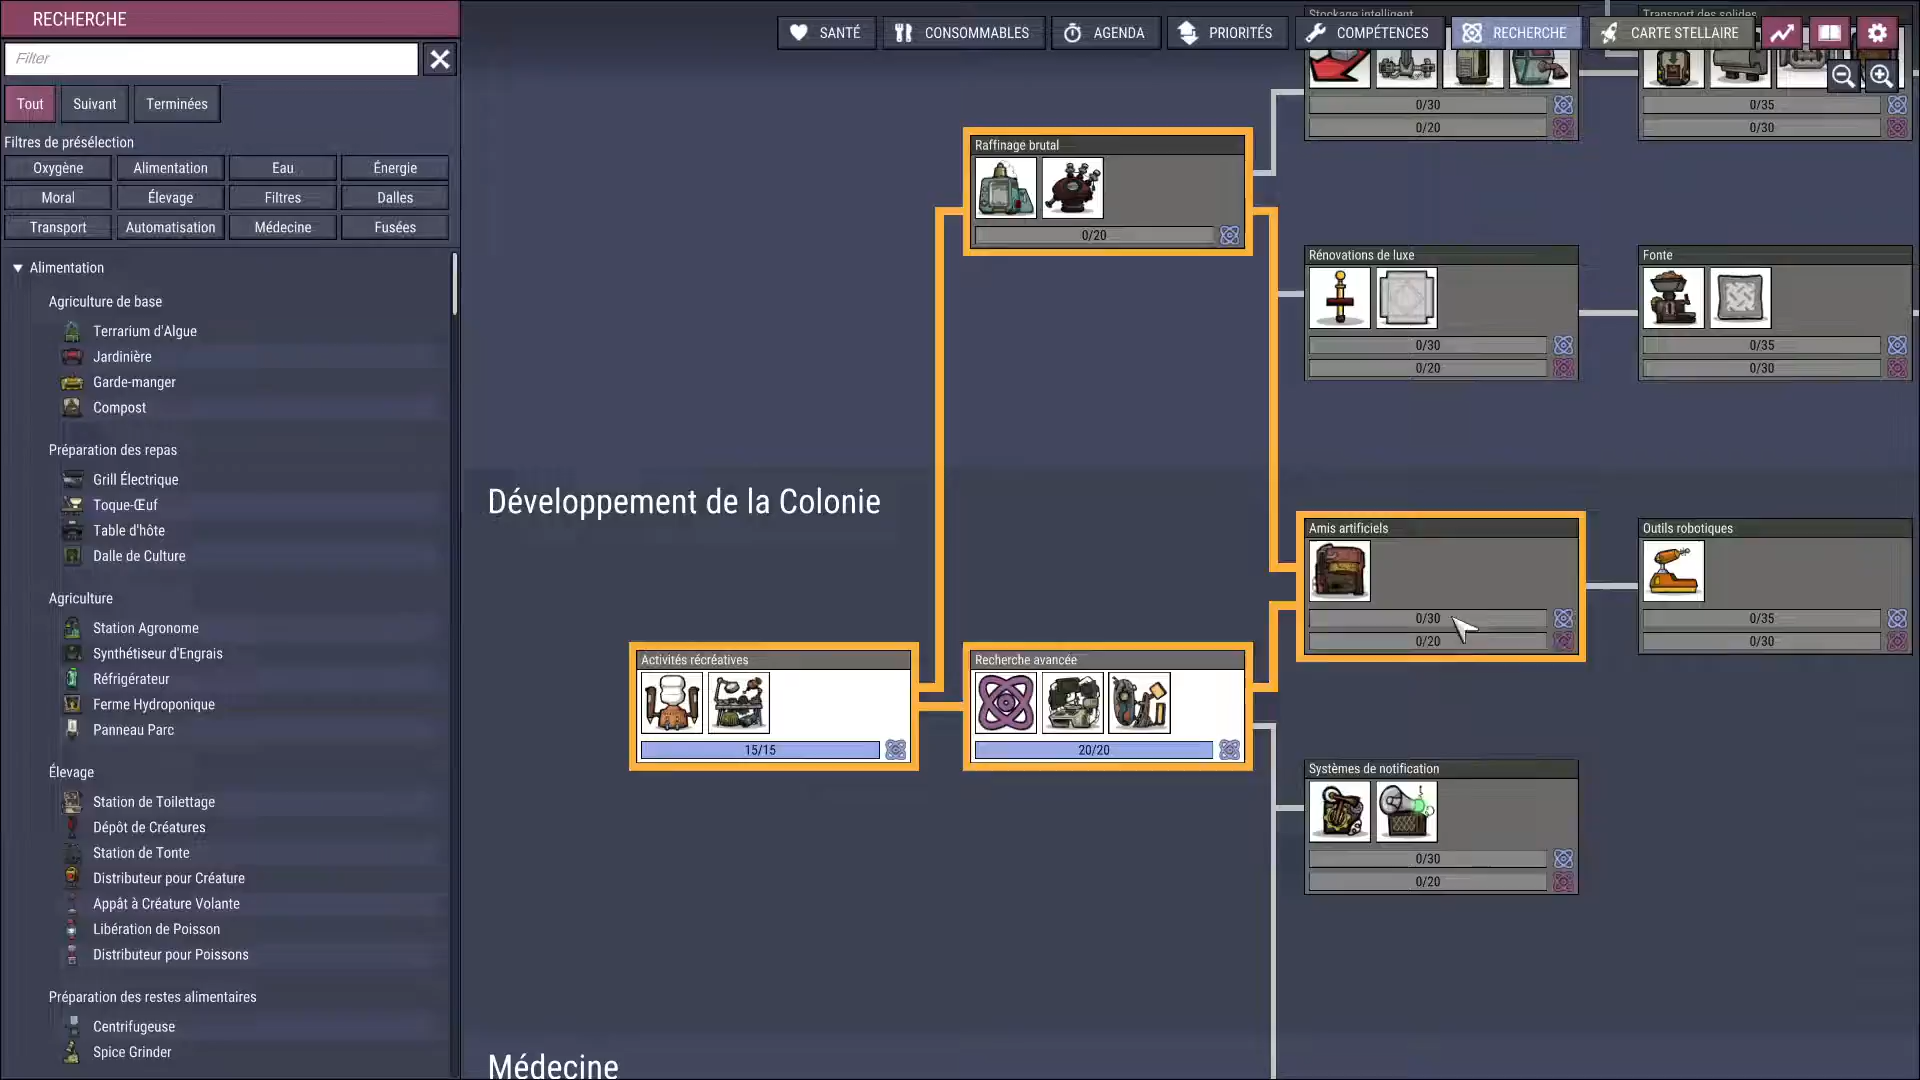 RECHERCHE
SANTÉ
CONSOMMABLES
AGENDA
PRIORITÉS
COMPÉTENCES
RECHERCHE
CARTE STELLAIRE
Filter
Tout
Suivant
Terminées
Filtres de présélection
Oxygène
Alimentation
Eau
Énergie
Moral
Élevage
Filtres
Dalles
Transport
Automatisation
Médecine
Fusées
Alimentation
Agriculture de base
Terrarium d'Algue
Jardinière
Garde-manger
Compost
Préparation des repas
Grill Électrique
Toque-Œuf
Table d'hôte
Dalle de Culture
Agriculture
Station Agronome
Synthétiseur d'Engrais
Réfrigérateur
Ferme Hydroponique
Panneau Parc
Élevage
Station de Toilettage
Dépôt de Créatures
Station de Tonte
Distributeur pour Créature
Appât à Créature Volante
Libération de Poisson
Distributeur pour Poissons
Préparation des restes alimentaires
Centrifugeuse
Spice Grinder
Stockage intelligent
0/30
0/20
Transport des solides
0/35
0/30
Raffinage brutal
0/20
Rénovations de luxe
0/30
0/20
Fonte
0/35
0/30
Développement de la Colonie
Amis artificiels
0/30
0/20
Outils robotiques
0/35
0/30
Activités récréatives
15/15
Recherche avancée
20/20
Systèmes de notification
0/30
0/20
Médecine